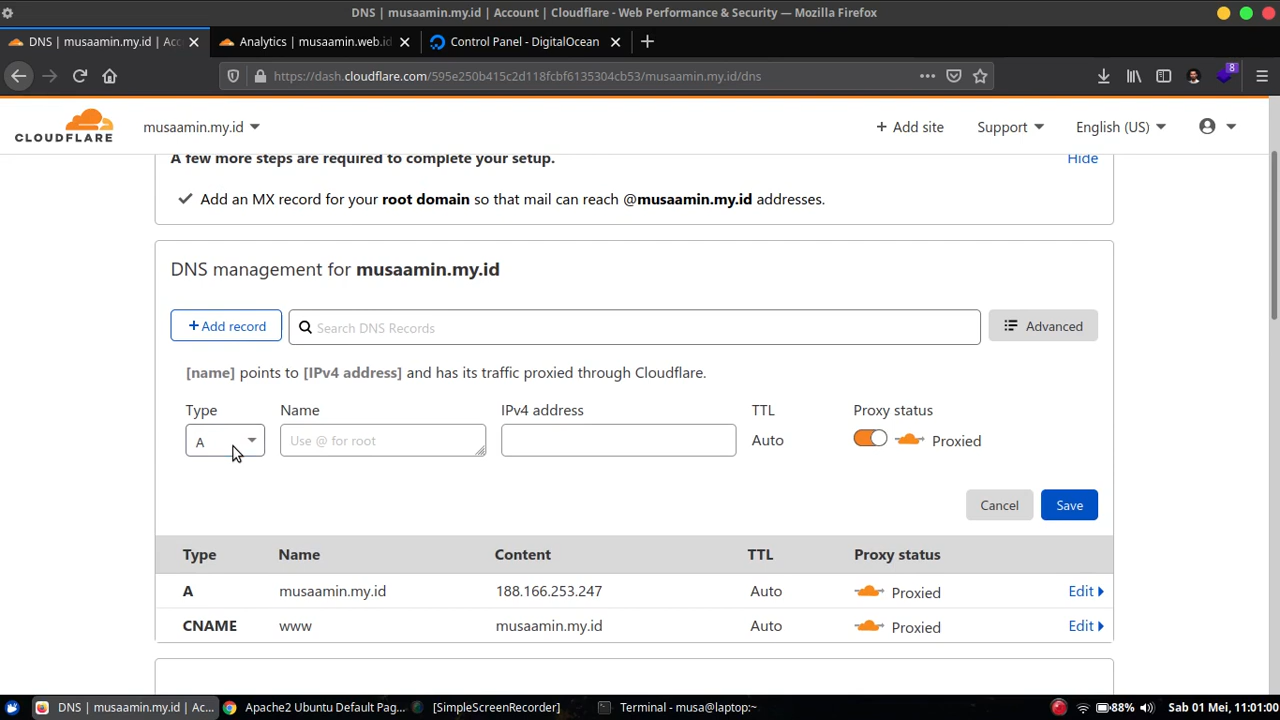 DNS | musaamin.my.id | Account | Cloudflare - Web Performance & Security — Mozilla Firefox
DNS | musaamin.my.id | Acc
Analytics | musaamin.web.id
Control Panel - DigitalOcean
https://dash.cloudflare.com/595e250b415c2d118fcbf6135304cb53/musaamin.my.id/dns
8
CLOUDFLARE
musaamin.my.id
+ Add site
Support
English (US)
A few more steps are required to complete your setup.
Hide
Add an MX record for your root domain so that mail can reach @musaamin.my.id addresses.
DNS management for musaamin.my.id
+Add record
Search DNS Records
Advanced
[name] points to [IPv4 address] and has its traffic proxied through Cloudflare.
Type Name IPv4 address TTL Proxy status
A Use @ for root Auto Proxied
Cancel Save
Type Name Content TTL Proxy status
A musaamin.my.id 188.166.253.247 Auto Proxied Edit
CNAME www musaamin.my.id Auto Proxied Edit
DNS | musaamin.my.id | Ac...
Apache2 Ubuntu Default Pag...
[SimpleScreenRecorder]
Terminal - musa@laptop:~
88%
Sab 01 Mei, 11:01:00